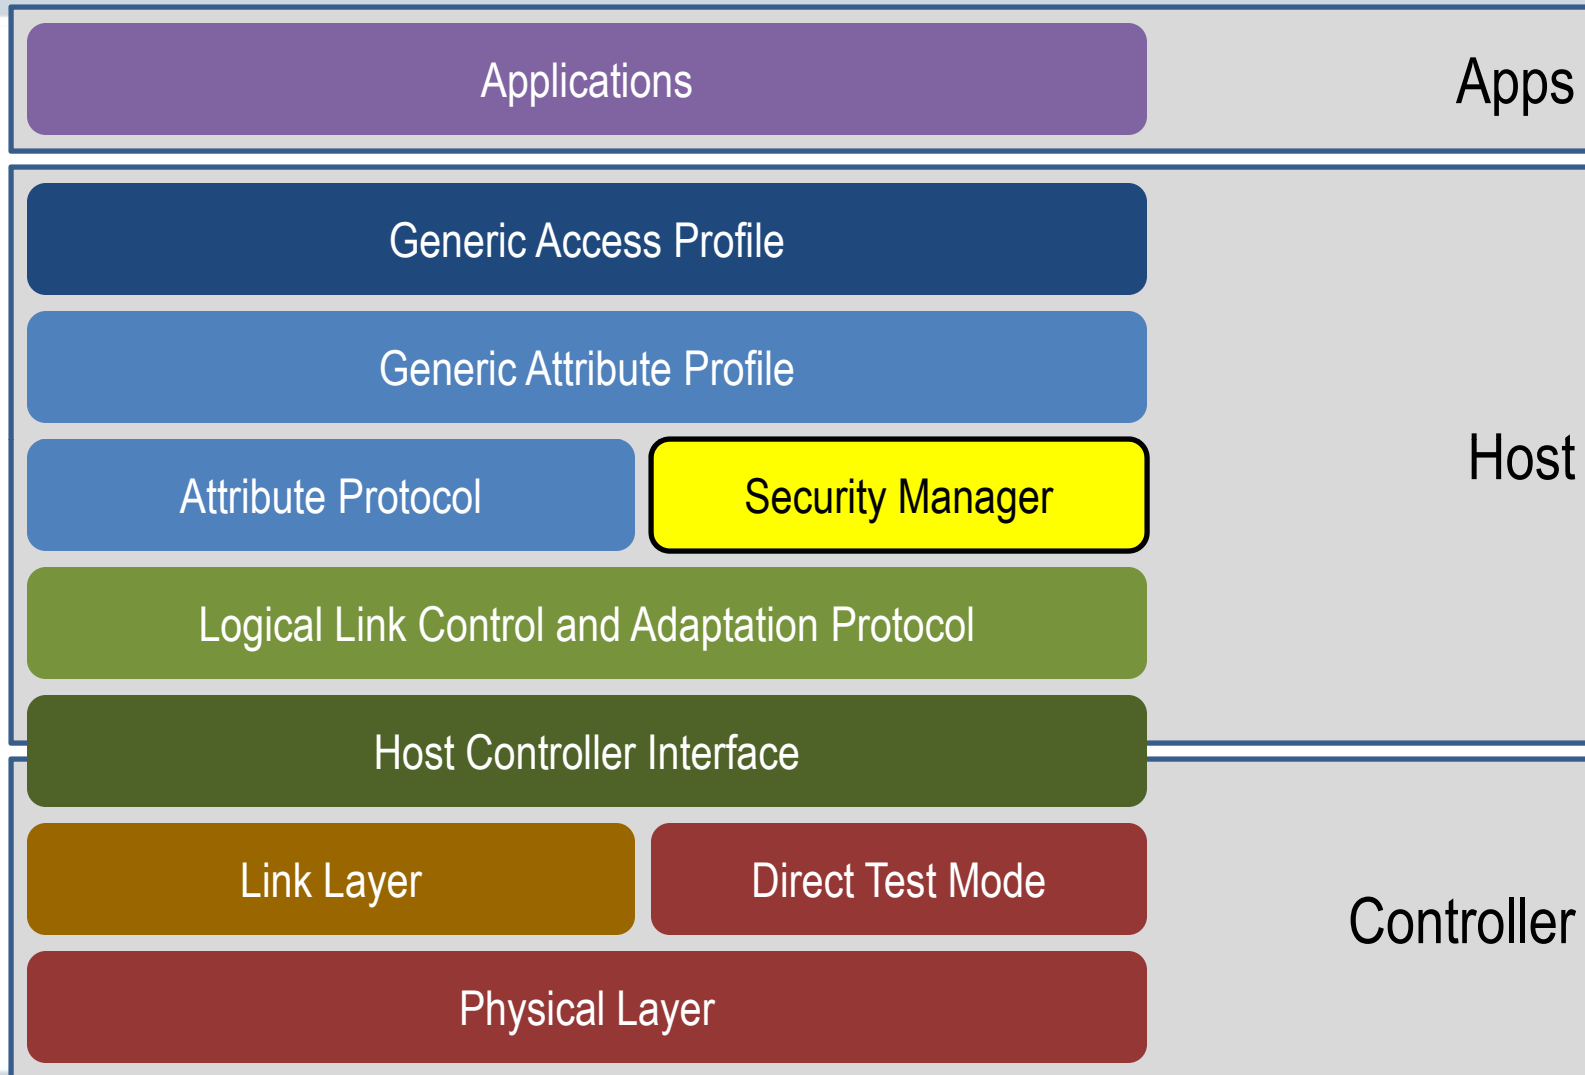 Applications
Apps
Generic Access Profile
Generic Attribute Profile
Host
Attribute Protocol
Security Manager
Logical Link Control and Adaptation Protocol
Host Controller Interface
Link Layer
Direct Test Mode
Controller
Physical Layer